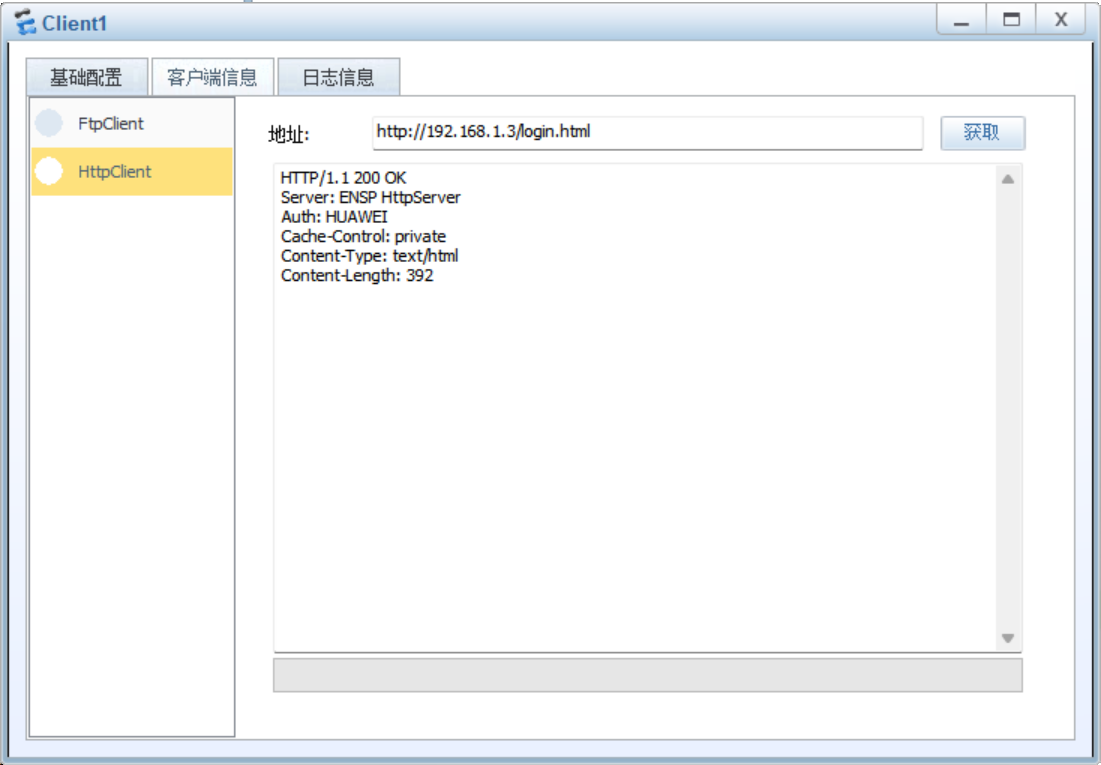 Client1
基础配置
客户端信息
日志信息
FtpClient
HttpClient
地址:
http://192.168.1.3/login.html
获取
HTTP/1.1 200 OK
Server: ENSP HttpServer
Auth: HUAWEI
Cache-Control: private
Content-Type: text/html
Content-Length: 392